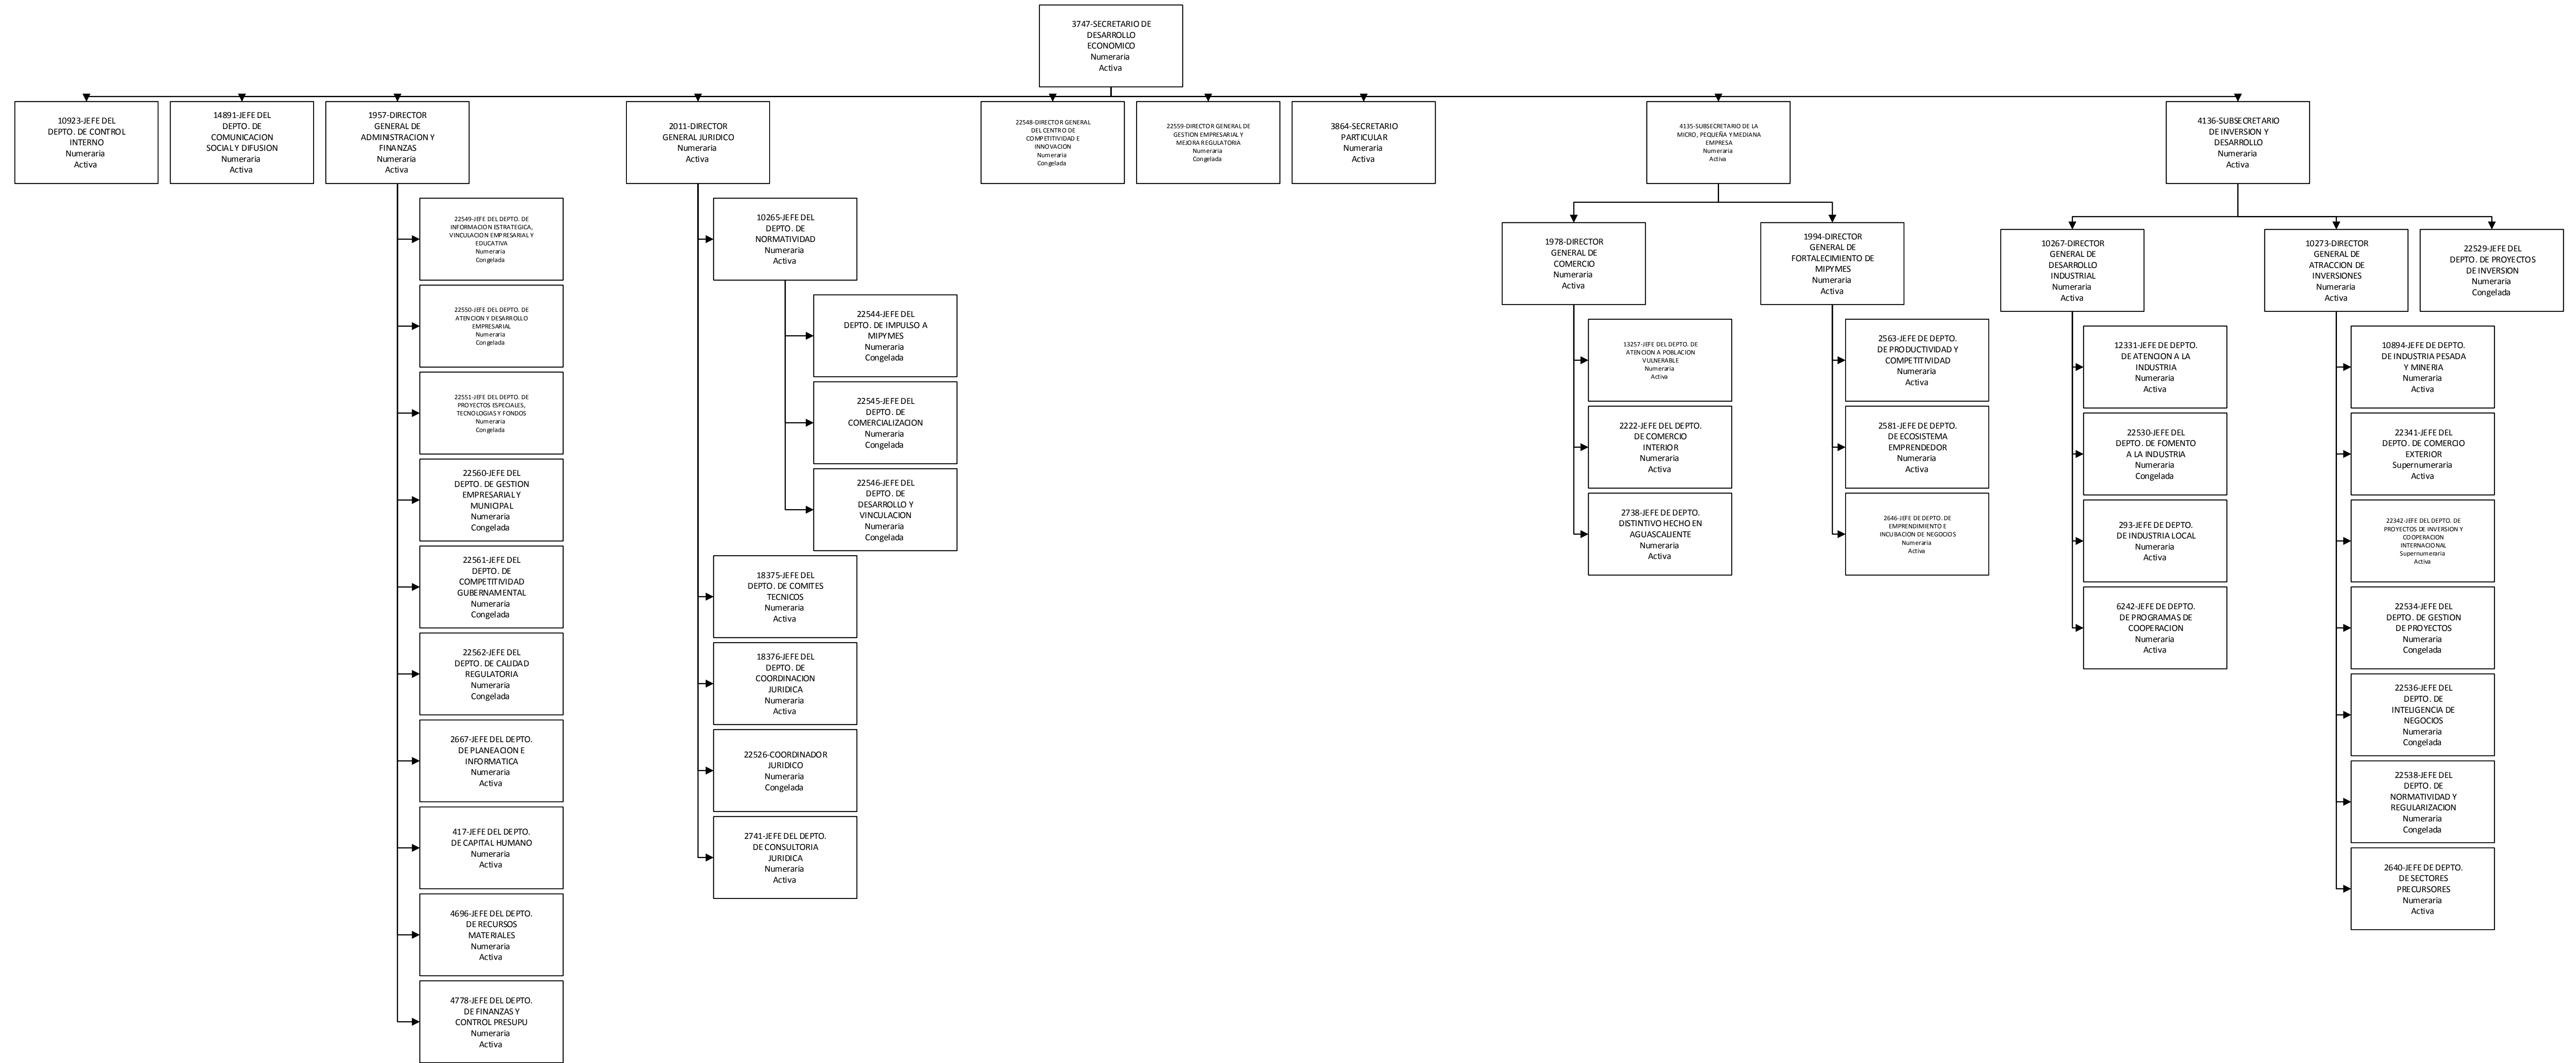 3747-SECRETARIO DE
DESARROLLO
ECONOMICO
Numeraria
Activa
10923-JEFE DEL
DEPTO. DE CONTROL
INTERNO
Numeraria
Activa
14891-JEFE DEL
DEPTO. DE
COMUNICACION
SOCIAL Y DIFUSION
Numeraria
Activa
1957-DIRECTOR
GENERAL DE
ADMINISTRACION Y
FINANZAS
Numeraria
Activa
2011-DIRECTOR
GENERAL JURIDICO
Numeraria
Activa
22548-DIRECTOR GENERAL
DEL CENTRO DE
COMPETITIVIDAD E
INNOVACION
Numeraria
Congelada
22559-DIRECTOR GENERAL DE
GESTION EMPRESARIAL Y
MEJORA REGULATORIA
Numeraria
Congelada
3864-SECRETARIO
PARTICULAR
Numeraria
Activa
4135-SUBSECRETARIO DE LA
MICRO, PEQUEÑA Y MEDIANA
EMPRESA
Numeraria
Activa
4136-SUBSECRETARIO
DE INVERSION Y
DESARROLLO
Numeraria
Activa
22549-JEFE DEL DEPTO. DE
INFORMACION ESTRATEGICA,
VINCULACION EMPRESARIAL Y
EDUCATIVA
Numeraria
Congelada
22550-JEFE DEL DEPTO. DE
ATENCION Y DESARROLLO
EMPRESARIAL
Numeraria
Congelada
22551-JEFE DEL DEPTO. DE
PROYECTOS ESPECIALES,
TECNOLOGIAS Y FONDOS
Numeraria
Congelada
22560-JEFE DEL
DEPTO. DE GESTION
EMPRESARIAL Y
MUNICIPAL
Numeraria
Congelada
22561-JEFE DEL
DEPTO. DE
COMPETITIVIDAD
GUBERNAMENTAL
Numeraria
Congelada
22562-JEFE DEL
DEPTO. DE CALIDAD
REGULATORIA
Numeraria
Congelada
2667-JEFE DEL DEPTO.
DE PLANEACION E
INFORMATICA
Numeraria
Activa
417-JEFE DEL DEPTO.
DE CAPITAL HUMANO
Numeraria
Activa
4696-JEFE DEL DEPTO.
DE RECURSOS
MATERIALES
Numeraria
Activa
4778-JEFE DEL DEPTO.
DE FINANZAS Y
CONTROL PRESUPU
Numeraria
Activa
10265-JEFE DEL
DEPTO. DE
NORMATIVIDAD
Numeraria
Activa
22544-JEFE DEL
DEPTO. DE IMPULSO A
MIPYMES
Numeraria
Congelada
22545-JEFE DEL
DEPTO. DE
COMERCIALIZACION
Numeraria
Congelada
22546-JEFE DEL
DEPTO. DE
DESARROLLO Y
VINCULACION
Numeraria
Congelada
18375-JEFE DEL
DEPTO. DE COMITES
TECNICOS
Numeraria
Activa
18376-JEFE DEL
DEPTO. DE
COORDINACION
JURIDICA
Numeraria
Activa
22526-COORDINADOR
JURIDICO
Numeraria
Congelada
2741-JEFE DEL DEPTO.
DE CONSULTORIA
JURIDICA
Numeraria
Activa
1978-DIRECTOR
GENERAL DE
COMERCIO
Numeraria
Activa
13257-JEFE DEL DEPTO. DE
ATENCION A POBLACION
VULNERABLE
Numeraria
Activa
2222-JEFE DEL DEPTO.
DE COMERCIO
INTERIOR
Numeraria
Activa
2738-JEFE DE DEPTO.
DISTINTIVO HECHO EN
AGUASCALIENTE
Numeraria
Activa
1994-DIRECTOR
GENERAL DE
FORTALECIMIENTO DE
MIPYMES
Numeraria
Activa
2563-JEFE DE DEPTO.
DE PRODUCTIVIDAD Y
COMPETITIVIDAD
Numeraria
Activa
2581-JEFE DE DEPTO.
DE ECOSISTEMA
EMPRENDEDOR
Numeraria
Activa
2646-JEFE DE DEPTO. DE
EMPRENDIMIENTO E
INCUBACION DE NEGOCIOS
Numeraria
Activa
10267-DIRECTOR
GENERAL DE
DESARROLLO
INDUSTRIAL
Numeraria
Activa
12331-JEFE DE DEPTO.
DE ATENCION A LA
INDUSTRIA
Numeraria
Activa
22530-JEFE DEL
DEPTO. DE FOMENTO
A LA INDUSTRIA
Numeraria
Congelada
293-JEFE DE DEPTO.
DE INDUSTRIA LOCAL
Numeraria
Activa
6242-JEFE DE DEPTO.
DE PROGRAMAS DE
COOPERACION
Numeraria
Activa
10273-DIRECTOR
GENERAL DE
ATRACCION DE
INVERSIONES
Numeraria
Activa
10894-JEFE DE DEPTO.
DE INDUSTRIA PESADA
Y MINERIA
Numeraria
Activa
22341-JEFE DEL
DEPTO. DE COMERCIO
EXTERIOR
Supernumeraria
Activa
22342-JEFE DEL DEPTO. DE
PROYECTOS DE INVERSION Y
COOPERACION
INTERNACIONAL
Supernumeraria
Activa
22534-JEFE DEL
DEPTO. DE GESTION
DE PROYECTOS
Numeraria
Congelada
22536-JEFE DEL
DEPTO. DE
INTELIGENCIA DE
NEGOCIOS
Numeraria
Congelada
22538-JEFE DEL
DEPTO. DE
NORMATIVIDAD Y
REGULARIZACION
Numeraria
Congelada
2640-JEFE DE DEPTO.
DE SECTORES
PRECURSORES
Numeraria
Activa
22529-JEFE DEL
DEPTO. DE PROYECTOS
DE INVERSION
Numeraria
Congelada